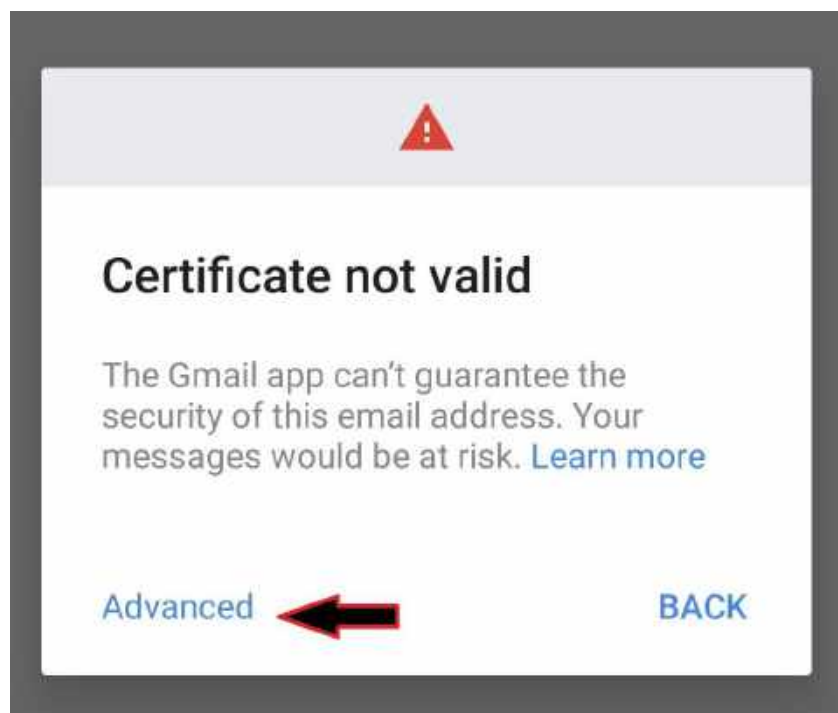 Certificate not valid
The Gmail app can't guarantee the
security of this email address. Your
messages would be at risk. Learn more
Advanced BACK